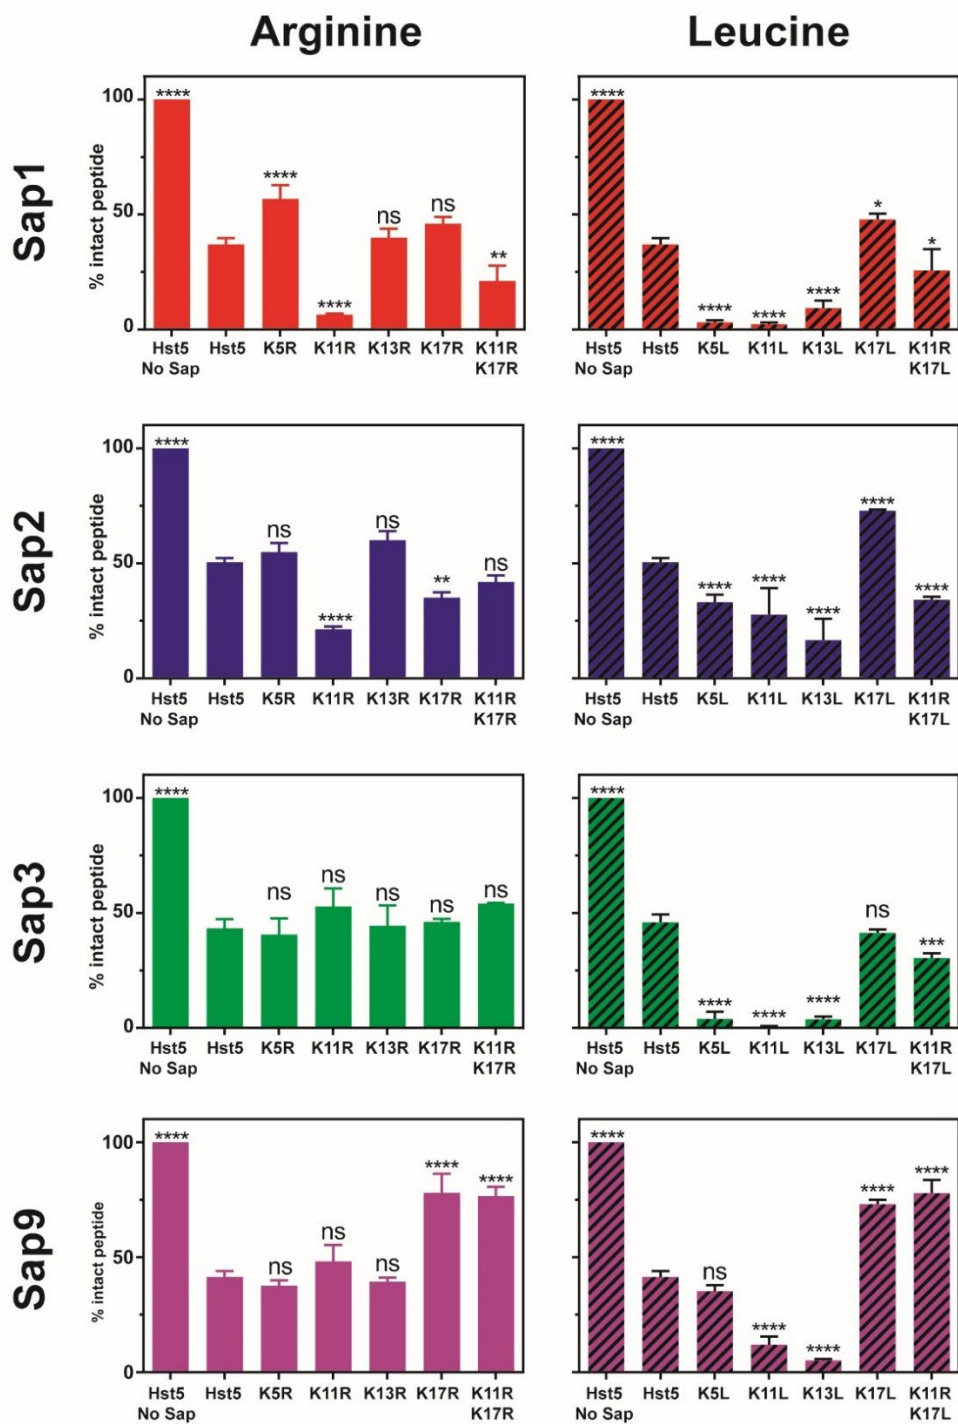 Arginine Leucine
Sap1
% intact peptide
100
50
0
**** **** **** ns ns **
Hst5 Hst5 K5R K11R K13R K17R K11R
No Sap K17R
**** **** **** **** * *
Hst5 Hst5 K5L K11L K13L K17L K11R
No Sap K17L
Sap2
% intact peptide
100
50
0
**** ns **** ns ** ns
Hst5 Hst5 K5R K11R K13R K17R K11R
No Sap K17R
**** **** **** **** **** ****
Hst5 Hst5 K5L K11L K13L K17L K11R
No Sap K17L
Sap3
% intact peptide
100
50
0
**** ns ns ns ns ns
Hst5 Hst5 K5R K11R K13R K17R K11R
No Sap K17R
**** **** **** **** ns ***
Hst5 Hst5 K5L K11L K13L K17L K11R
No Sap K17L
Sap9
% intact peptide
100
50
0
**** ns ns ns **** ****
Hst5 Hst5 K5R K11R K13R K17R K11R
No Sap K17R
**** ns **** **** **** ****
Hst5 Hst5 K5L K11L K13L K17L K11R
No Sap K17L